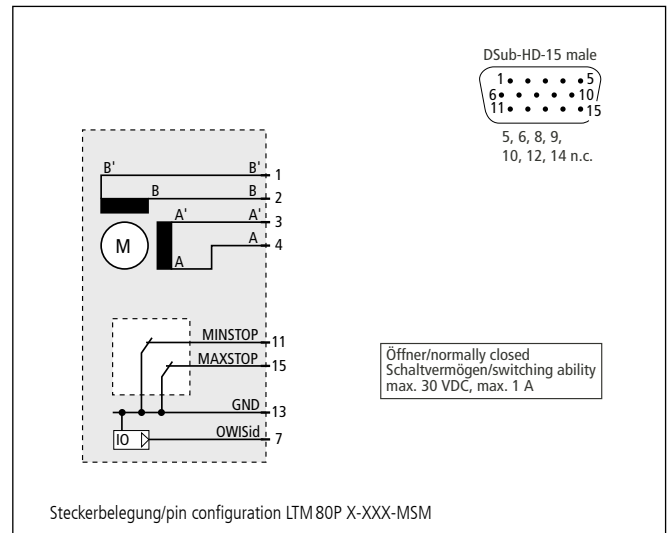 DSub-HD-15 male
1 5
6 10
11 15
5, 6, 8, 9,
10, 12, 14 n.c.
B' B' 1
B B 2
A' A' 3
M A 4
A
MINSTOP 11
MAXSTOP 15
Öffner/normally closed
Schaltvermögen/switching ability
max. 30 VDC, max. 1 A
GND 13
IO OWISid 7
Steckerbelegung/pin configuration LTM 80P X-XXX-MSM